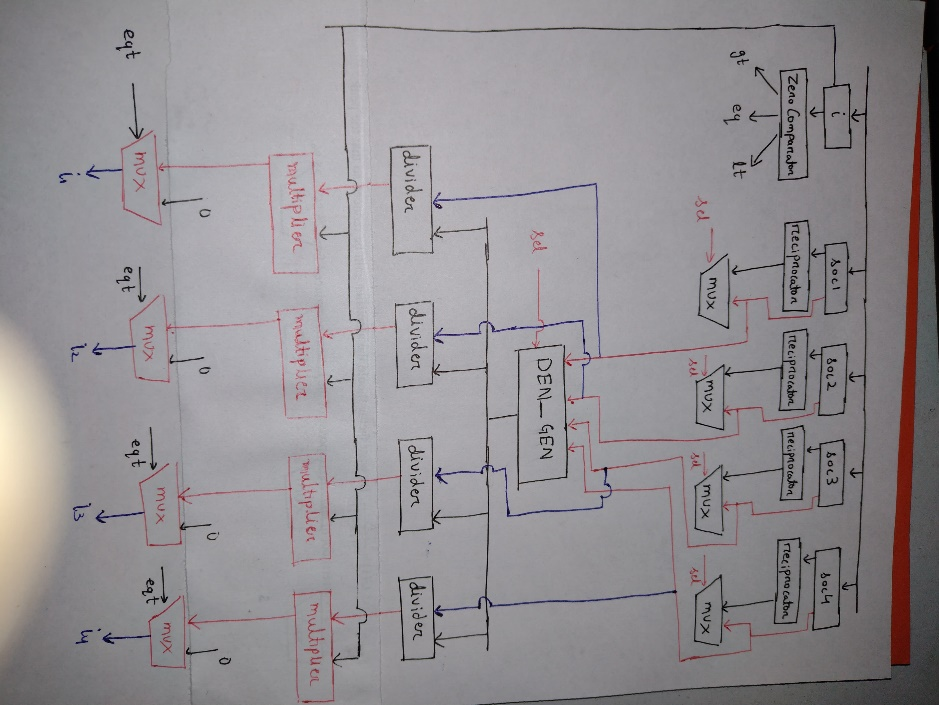 i
soc1
soc2
soc3
soc4
Zero Comparator
reciprocator
reciprocator
reciprocator
reciprocator
gt
eq
lt
sel
mux
sel
mux
sel
mux
sel
mux
sel
DEN-GEN
divider
divider
divider
divider
multiplier
multiplier
multiplier
multiplier
eqt
mux
0
eqt
mux
0
eqt
mux
0
eqt
mux
0
i1
i2
i3
i4